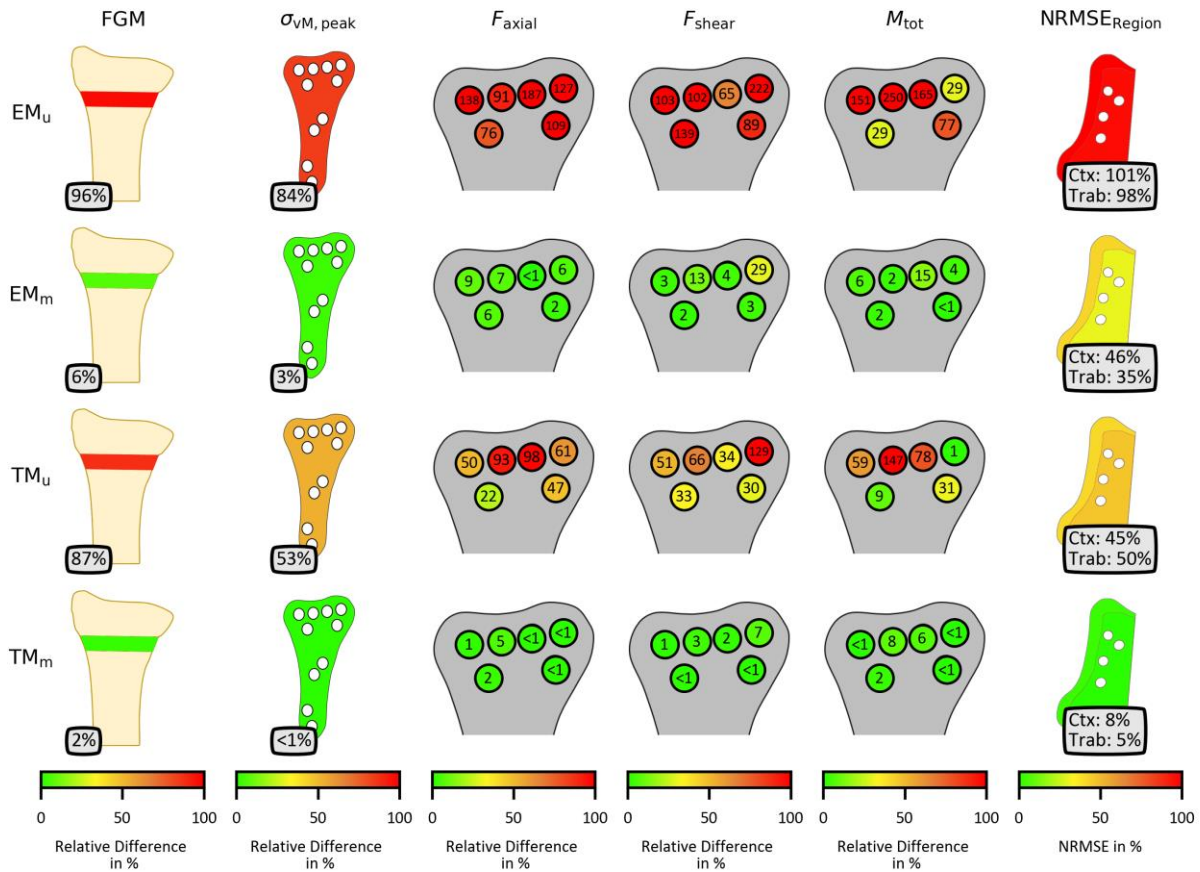 FGM σvM, peak Faxial Fshear Mtot NRMSERegion
EMu
138 91 187 127
76 109
103 102 65 222
139 89
151 250 165 29
29 77
96%
84%
Ctx: 101%
Trab: 98%
EMm
9 7 <1 6
6 2
3 13 4 29
2 3
6 2 15 4
2 <1
6%
3%
Ctx: 46%
Trab: 35%
TMu
50 93 98 61
22 47
51 66 34 129
33 30
59 147 78 1
9 31
87%
53%
Ctx: 45%
Trab: 50%
TMm
1 5 <1 <1
2 <1
1 3 2 7
<1 <1
<1 8 6 <1
2 <1
2%
<1%
Ctx: 8%
Trab: 5%
0 50 100 0 50 100 0 50 100 0 50 100 0 50 100 0 50 100
Relative Difference
in %
Relative Difference
in %
Relative Difference
in %
Relative Difference
in %
Relative Difference
in %
NRMSE in %